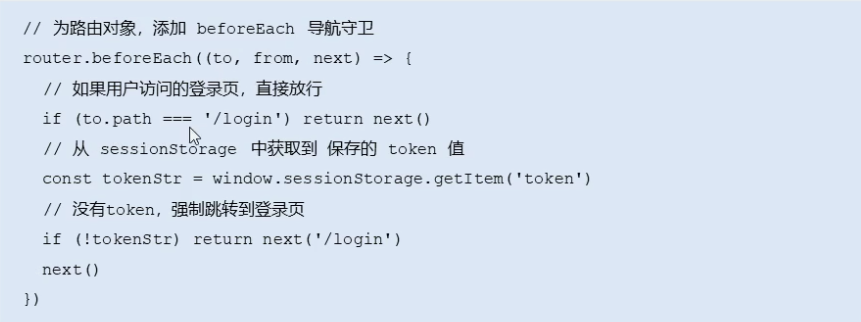 // 为路由对象，添加 beforeEach 导航守卫
router.beforeEach((to, from, next) => {
// 如果用户访问的登录页，直接放行
if (to.path === '/login') return next()
// 从 sessionStorage 中获取到 保存的 token 值
const tokenStr = window.sessionStorage.getItem('token')
// 没有token，强制跳转到登录页
if (!tokenStr) return next('/login')
next()
})